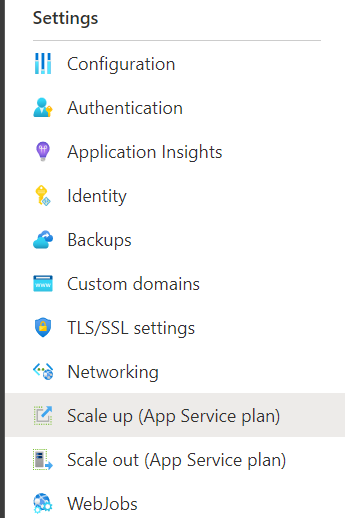 Settings
Configuration
Authentication
Application Insights
Identity
Backups
Custom domains
TLS/SSL settings
Networking
Scale up (App Service plan)
Scale out (App Service plan)
WebJobs